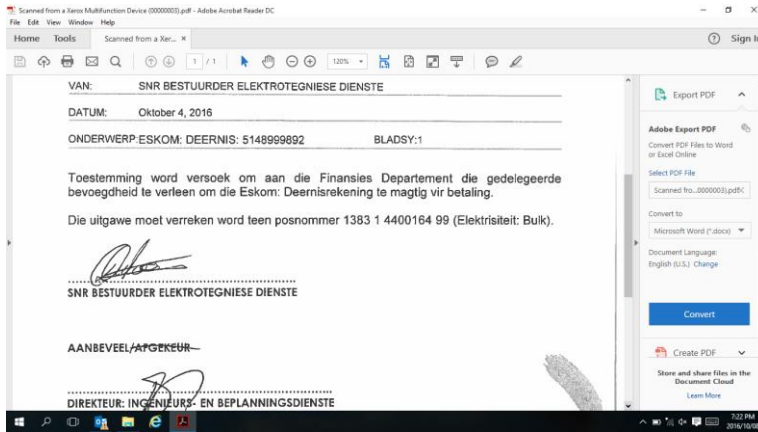 Scanned from a Xerox Multifunction Device (00000003).pdf - Adobe Acrobat Reader DC
File Edit View Window Help
Home Tools Scanned from a Xer... × Sign In
1 / 1 120%
VAN: SNR BESTUURDER ELEKTROTEGNIESE DIENSTE
DATUM: Oktober 4, 2016
ONDERWERP:ESKOM: DEERNIS: 5148999892 BLADSY:1
Toestemming word versoek om aan die Finansies Departement die gedelegeerde
bevoegdheid te verleen om die Eskom: Deernisrekening te magtig vir betaling.
Die uitgawe moet verreken word teen posnommer 1383 1 4400164 99 (Elektrisiteit: Bulk).
SNR BESTUURDER ELEKTROTEGNIESE DIENSTE
AANBEVEEL/AFGEKEUR
DIREKTEUR: INGENIEURS- EN BEPLANNINGSDIENSTE
Export PDF
Adobe Export PDF
Convert PDF Files to Word
or Excel Online
Select PDF File
Scanned fro...0000003).pdf ×
Convert to
Microsoft Word (*.docx)
Document Language:
English (U.S.) Change
Convert
Create PDF
Store and share files in the
Document Cloud
Learn More
7:22 PM
2016/10/08